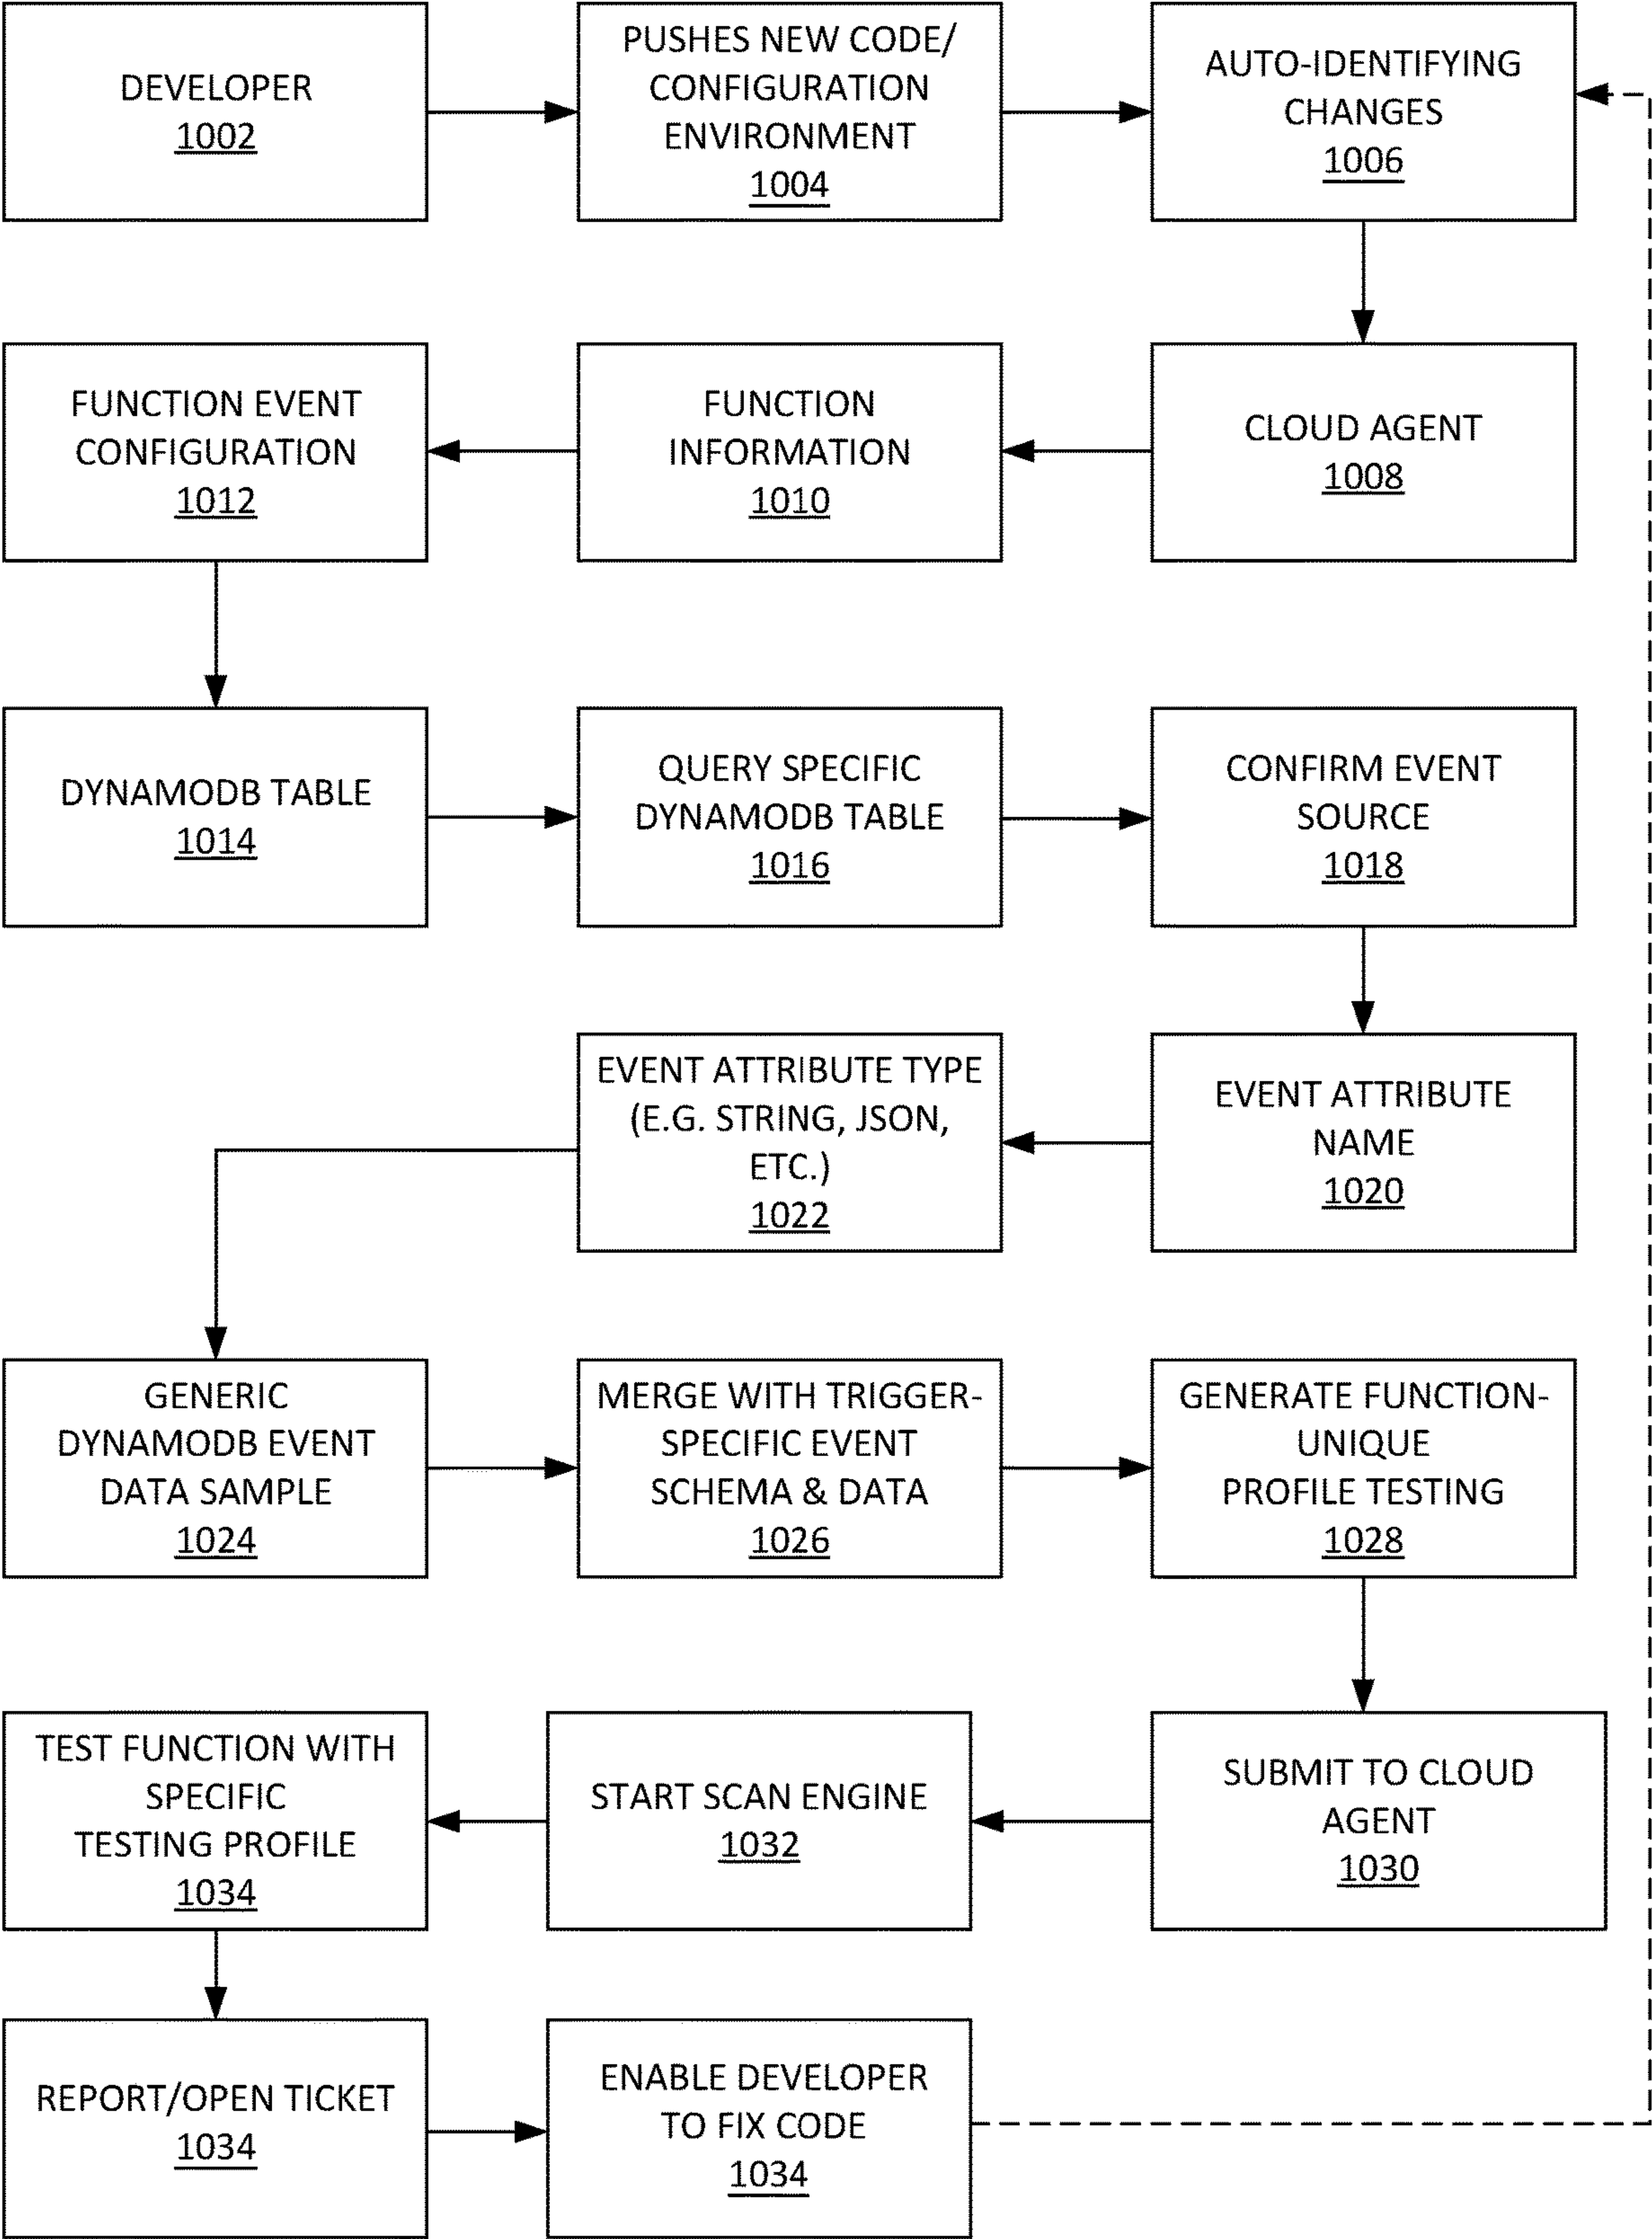 DEVELOPER
1002
PUSHES NEW CODE/
CONFIGURATION
ENVIRONMENT
1004
AUTO-IDENTIFYING
CHANGES
1006
FUNCTION EVENT
CONFIGURATION
1012
FUNCTION
INFORMATION
1010
CLOUD AGENT
1008
DYNAMODB TABLE
1014
QUERY SPECIFIC
DYNAMODB TABLE
1016
CONFIRM EVENT
SOURCE
1018
EVENT ATTRIBUTE TYPE
(E.G. STRING, JSON,
ETC.)
1022
EVENT ATTRIBUTE
NAME
1020
GENERIC
DYNAMODB EVENT
DATA SAMPLE
1024
MERGE WITH TRIGGER-
SPECIFIC EVENT
SCHEMA & DATA
1026
GENERATE FUNCTION-
UNIQUE
PROFILE TESTING
1028
TEST FUNCTION WITH
SPECIFIC
TESTING PROFILE
1034
START SCAN ENGINE
1032
SUBMIT TO CLOUD
AGENT
1030
REPORT/OPEN TICKET
1034
ENABLE DEVELOPER
TO FIX CODE
1034